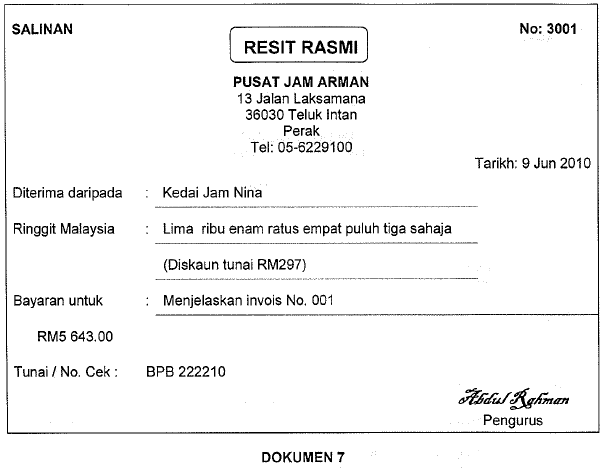 SALINAN
No: 3001
RESIT RASMI
PUSAT JAM ARMAN
13 Jalan Laksamana
36030 Teluk Intan
Perak
Tel: 05-6229100
Tarikh: 9 Jun 2010
Diterima daripada : Kedai Jam Nina
Ringgit Malaysia : Lima ribu enam ratus empat puluh tiga sahaja
(Diskaun tunai RM297)
Bayaran untuk : Menjelaskan invois No. 001
RM5 643.00
Tunai / No. Cek : BPB 222210
Abdul Rahman
Pengurus
DOKUMEN 7